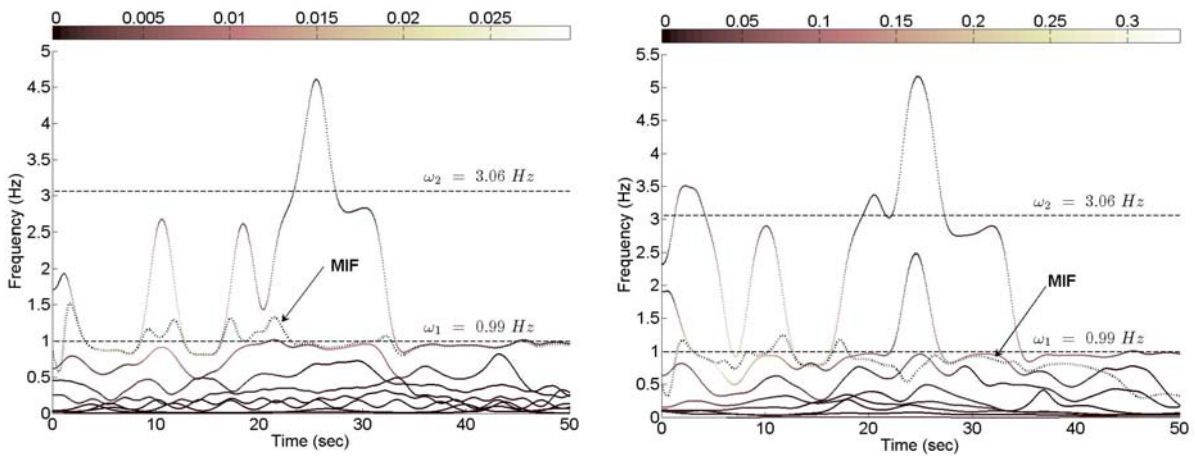 0 0.005 0.01 0.015 0.02 0.025
5
4.5
4
3.5
3
2.5
2
1.5
1
0.5
0
Frequency (Hz)
ω₂ = 3.06 Hz
MIF
ω₁ = 0.99 Hz
0 10 20 30 40 50
Time (sec)
0 0.05 0.1 0.15 0.2 0.25 0.3
5.5
5
4.5
4
3.5
3
2.5
2
1.5
1
0.5
0
Frequency (Hz)
ω₂ = 3.06 Hz
MIF
ω₁ = 0.99 Hz
0 10 20 30 40 50
Time (sec)